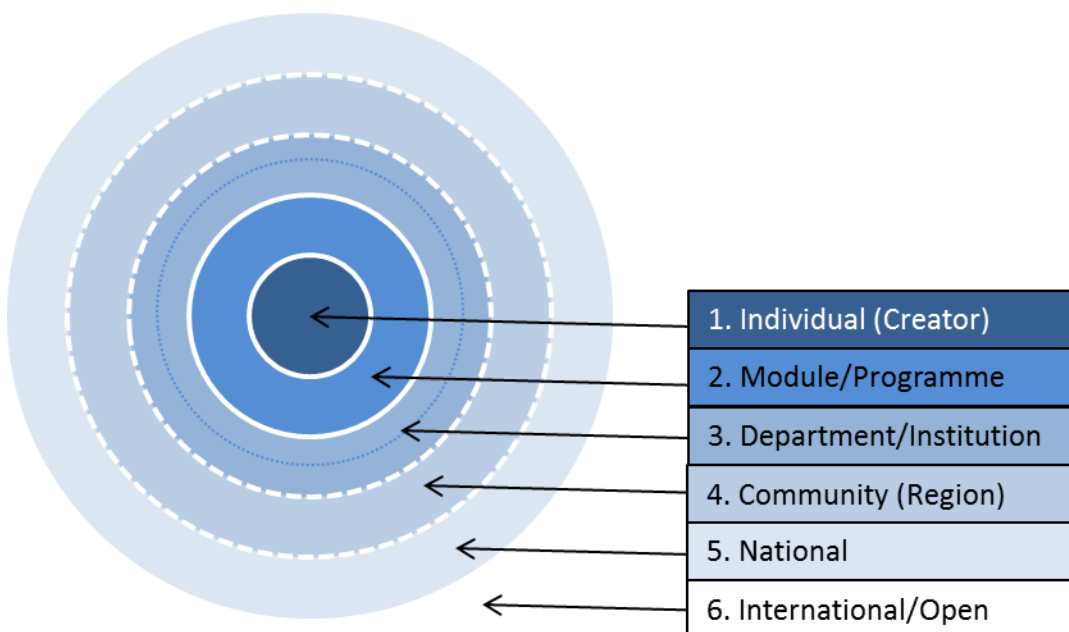 1. Individual (Creator)
2. Module/Programme
3. Department/Institution
4. Community (Region)
5. National
6. International/Open